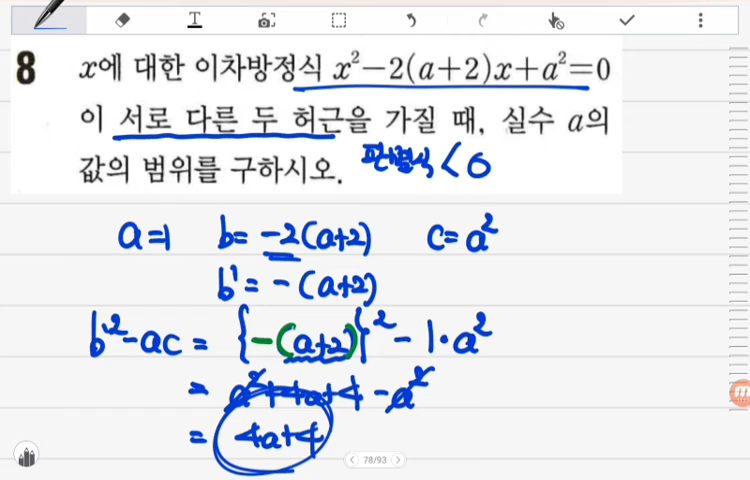 8 x에 대한 이차방정식 x²-2(a+2)x+a²=0
이 서로 다른 두 허근을 가질 때, 실수 a의
값의 범위를 구하시오. 판별식 < 0
a=1 b= -2(a+2) c= a²
b' = -(a+2)
b'²-ac = {-(a+2)}² - 1·a²
= a²+4a+4 -a²
= 4a+4
78/93